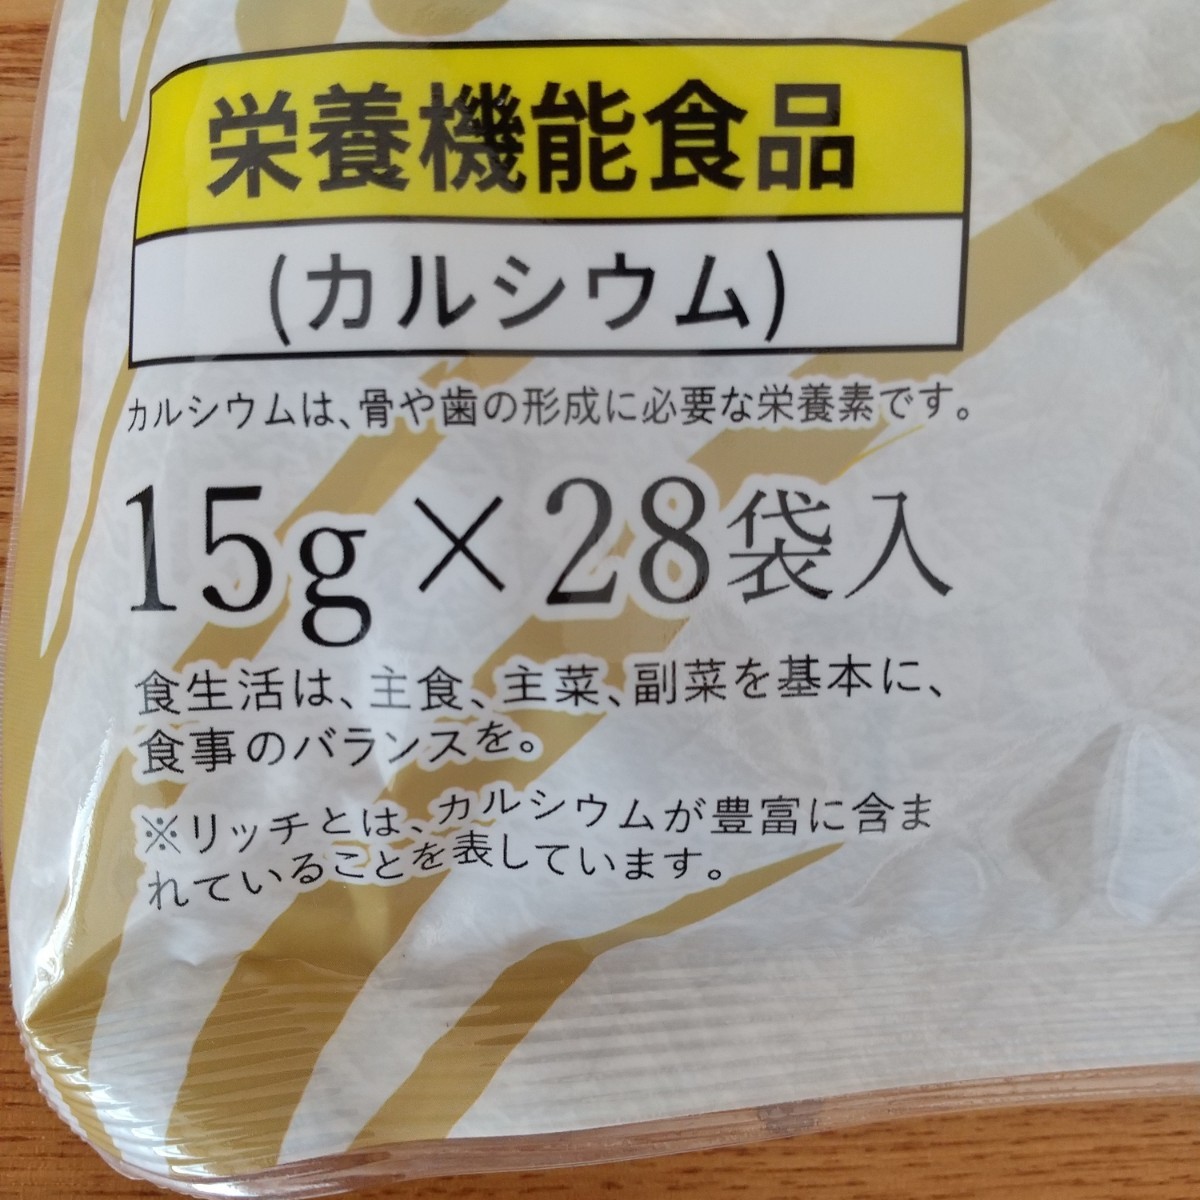 栄養機能食品
(カルシウム)
カルシウムは、骨や歯の形成に必要な栄養素です。
15g×28袋入
食生活は、主食、主菜、副菜を基本に、
食事のバランスを。
※リッチとは、カルシウムが豊富に含ま
れていることを表しています。